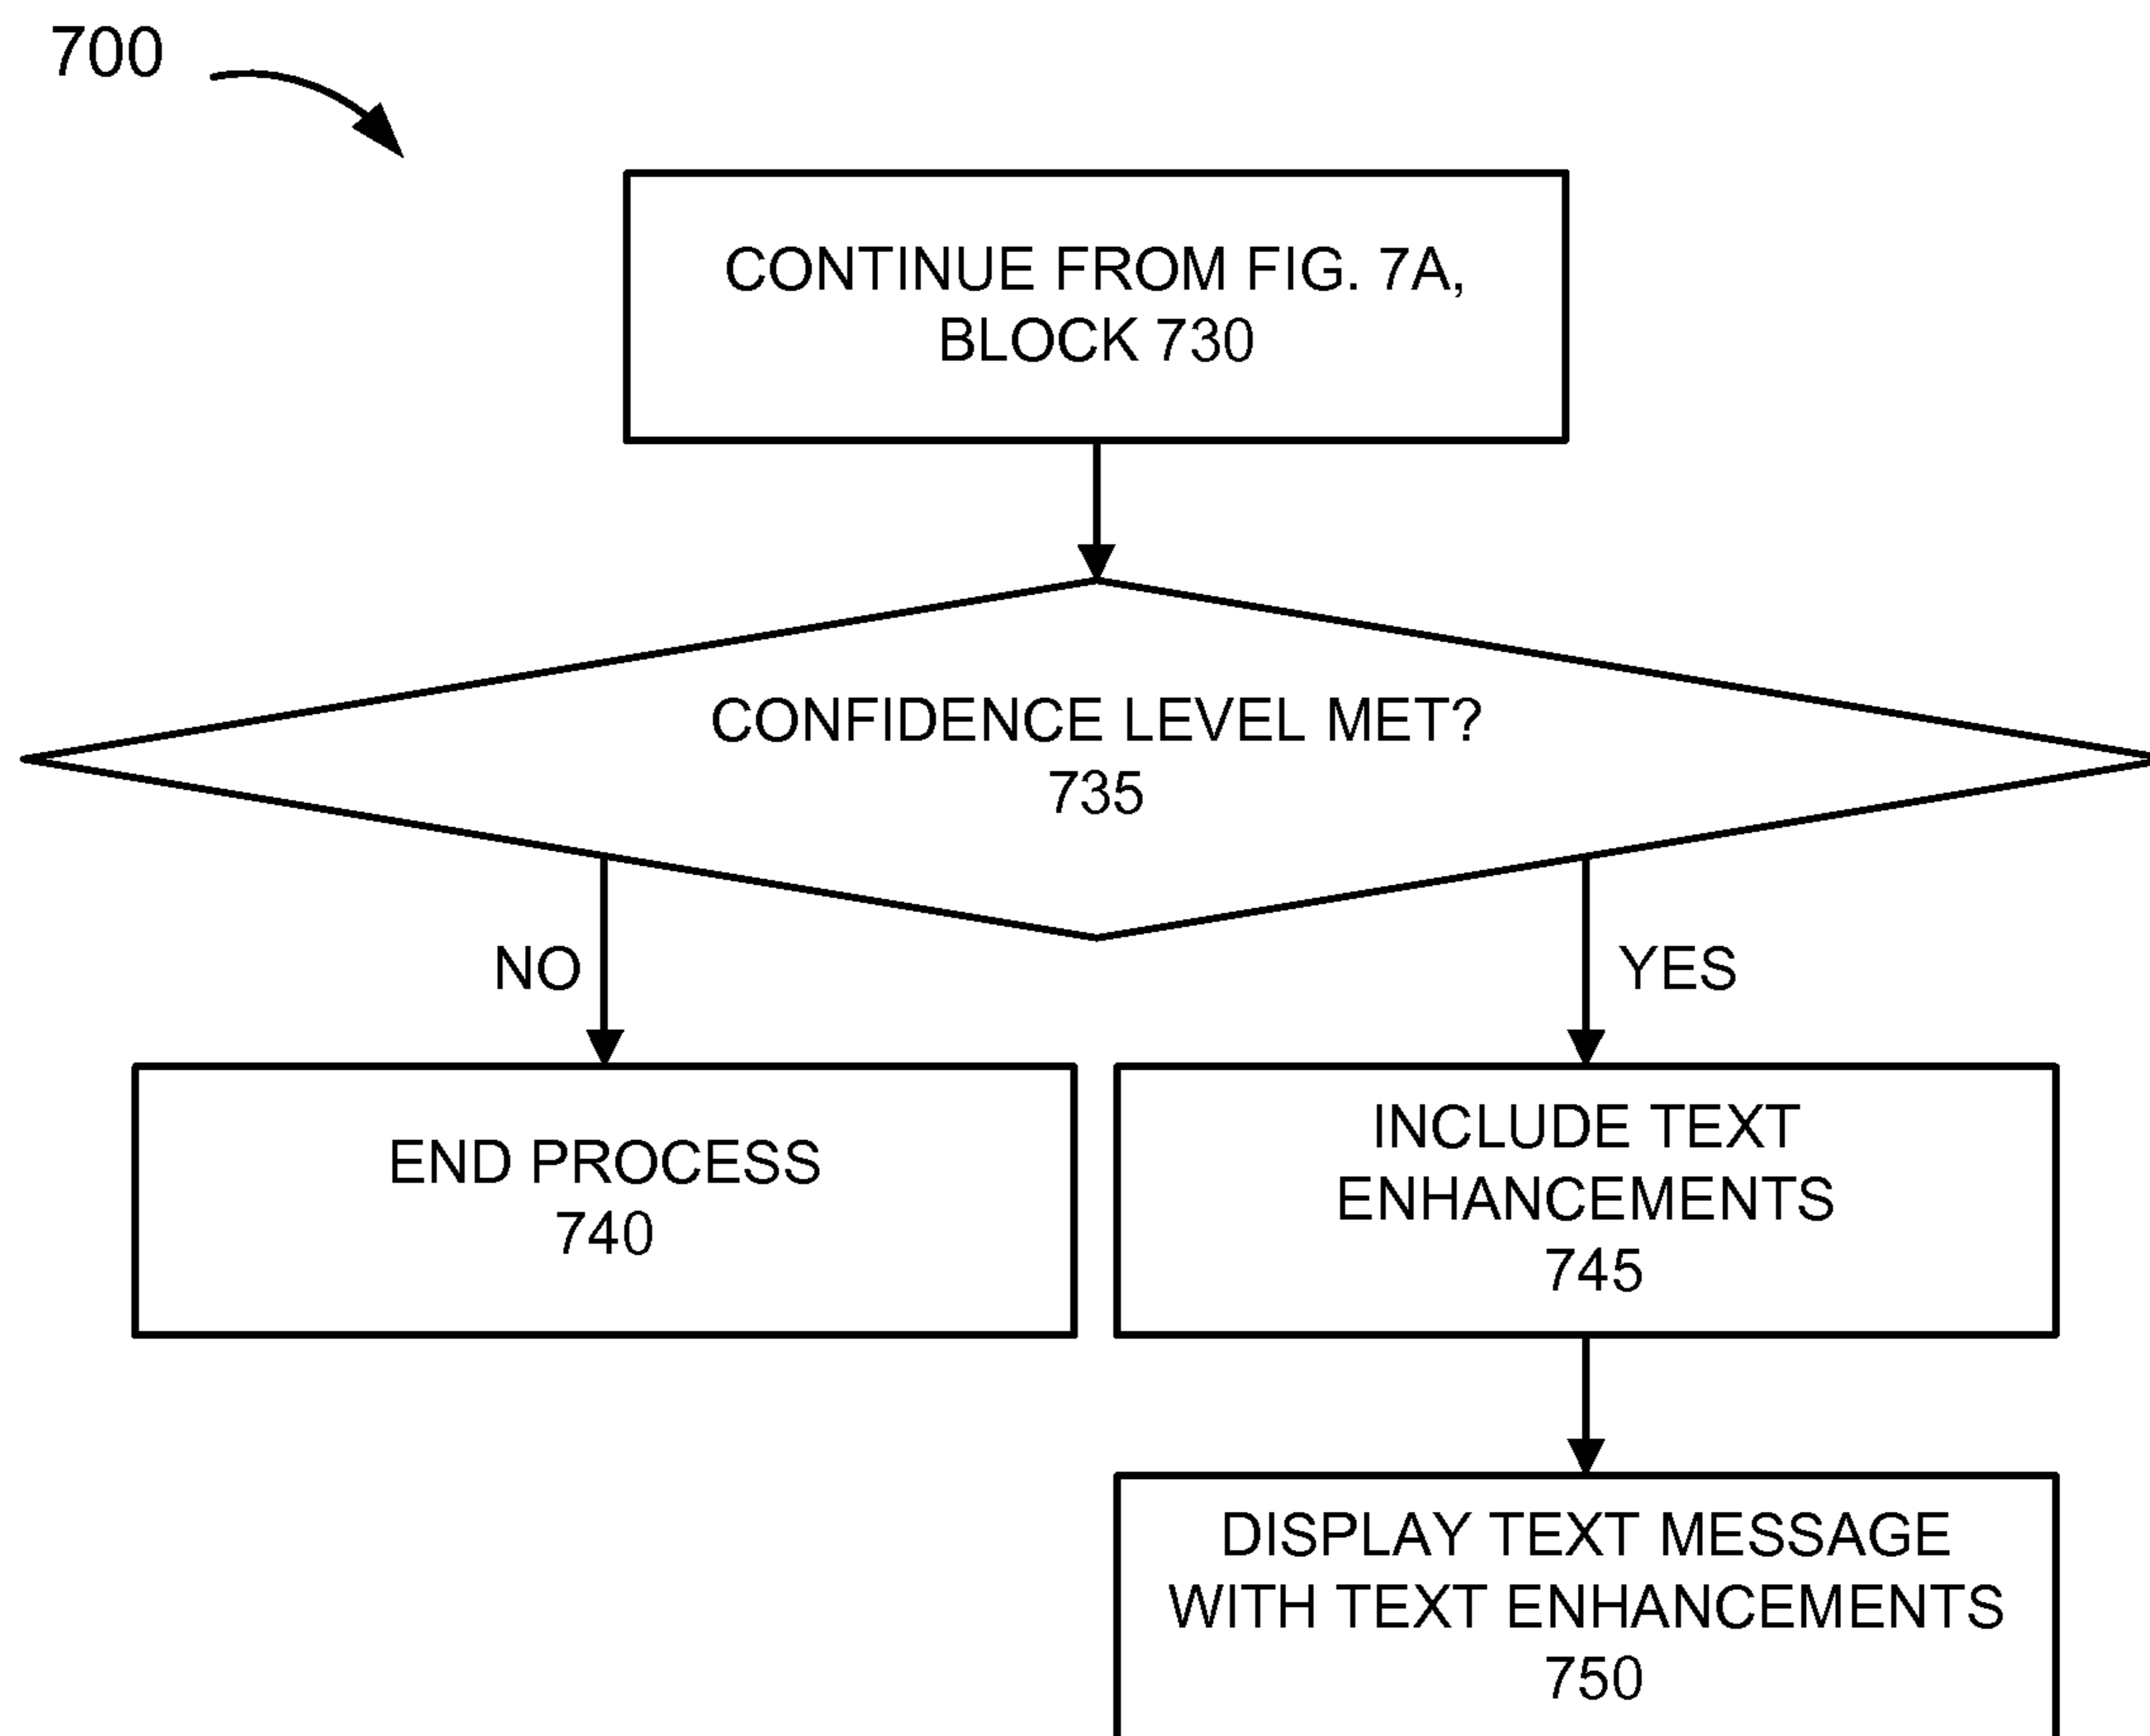 700
CONTINUE FROM FIG. 7A,
BLOCK 730
CONFIDENCE LEVEL MET?
735
NO
YES
END PROCESS
740
INCLUDE TEXT
ENHANCEMENTS
745
DISPLAY TEXT MESSAGE
WITH TEXT ENHANCEMENTS
750